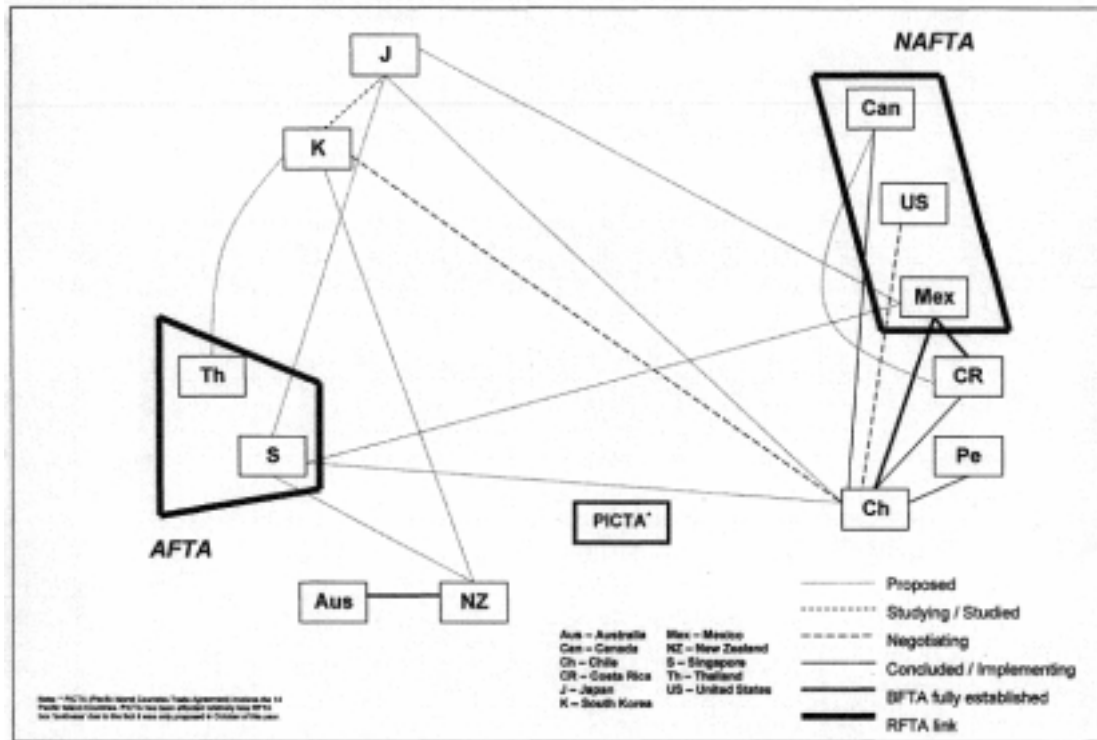 NAFTA
J
Can
K
US
Mex
Th
CR
S
Pe
Ch
PICTA*
AFTA
Aus
NZ
Proposed
Studying / Studied
Negotiating
Concluded / Implementing
BFTA fully established
RFTA link
Aus – Australia
Can – Canada
Ch – Chile
CR – Costa Rica
J – Japan
K – South Korea
Mex – Mexico
NZ – New Zealand
S – Singapore
Th – Thailand
US – United States